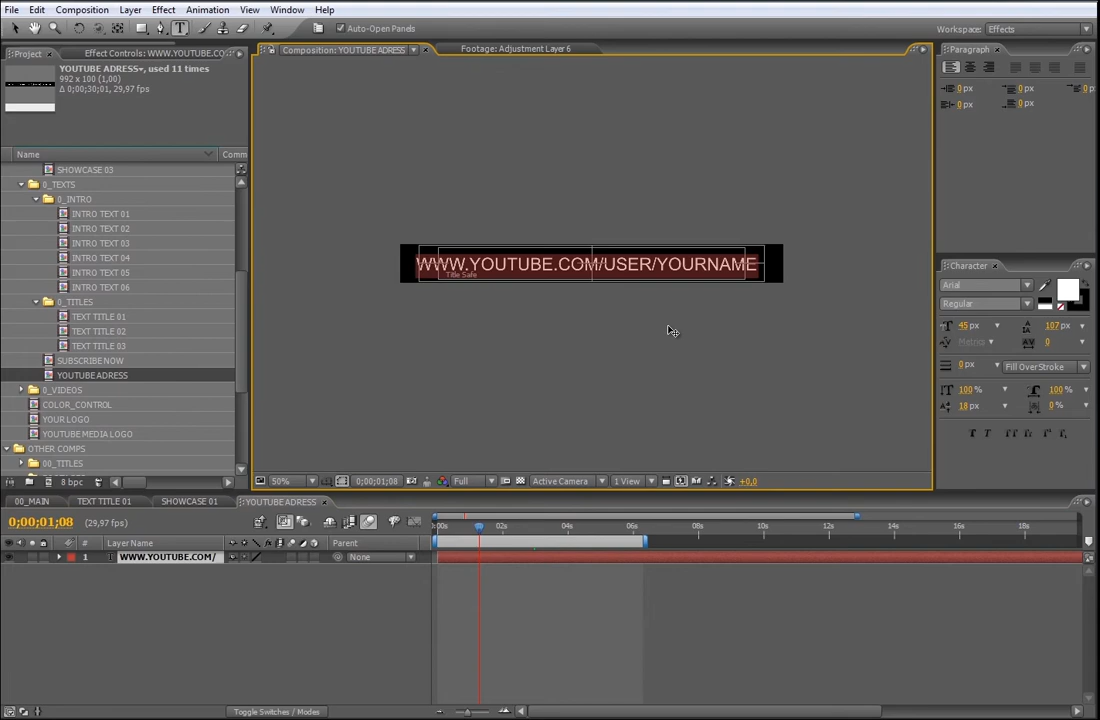 File Edit Composition Layer Effect Animation View Window Help
Auto-Open Panels
Workspace: Effects
Project Effect Controls: WWW.YOUTUBE.CO
Composition: YOUTUBE ADRESS
Footage: Adjustment Layer 6
Paragraph
YOUTUBE ADRESS, used 11 times
992 x 100 (1,00)
Δ 0;00;30;01, 29,97 fps
0 px 0 px 0 p
0 px 0 px
Name Comm
SHOWCASE 03
0_TEXTS
0_INTRO
INTRO TEXT 01
INTRO TEXT 02
INTRO TEXT 03
INTRO TEXT 04
INTRO TEXT 05
INTRO TEXT 06
0_TITLES
TEXT TITLE 01
TEXT TITLE 02
TEXT TITLE 03
SUBSCRIBE NOW
YOUTUBE ADRESS
0_VIDEOS
COLOR_CONTROL
YOUR LOGO
YOUTUBE MEDIA LOGO
OTHER COMPS
00_TITLES
8 bpc
WWW.YOUTUBE.COM/USER/YOURNAME
Title Safe
Character
Arial
Regular
45 px 107 px
Metrics 0
0 px Fill Over Stroke
100 % 100 %
18 px 0 %
50% 0;00;01;08 Full Active Camera 1 View +0,0
00_MAIN TEXT TITLE 01 SHOWCASE 01 YOUTUBE ADRESS
0;00;01;08 (29,97 fps)
:00s 02s 04s 06s 08s 10s 12s 14s 16s 18s
# Layer Name Parent
1 T WWW.YOUTUBE.COM/ None
Toggle Switches / Modes